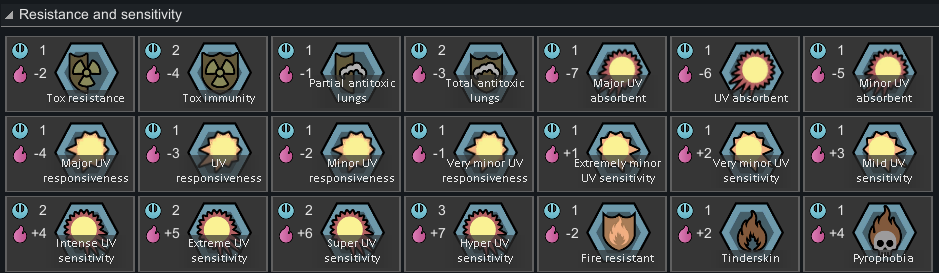 Resistance and sensitivity
1
-2
Tox resistance
2
-4
Tox immunity
1
-1
Partial antitoxic
lungs
2
-3
Total antitoxic
lungs
1
-7
Major UV
absorbent
1
-6
UV absorbent
1
-5
Minor UV
absorbent
1
-4
Major UV
responsiveness
1
-3
UV
responsiveness
1
-2
Minor UV
responsiveness
1
-1
Very minor UV
responsiveness
1
+1
Extremely minor
UV sensitivity
1
+2
Very minor UV
sensitivity
1
+3
Mild UV
sensitivity
2
+4
Intense UV
sensitivity
2
+5
Extreme UV
sensitivity
2
+6
Super UV
sensitivity
3
+7
Hyper UV
sensitivity
1
-2
Fire resistant
1
+2
Tinderskin
1
+4
Pyrophobia